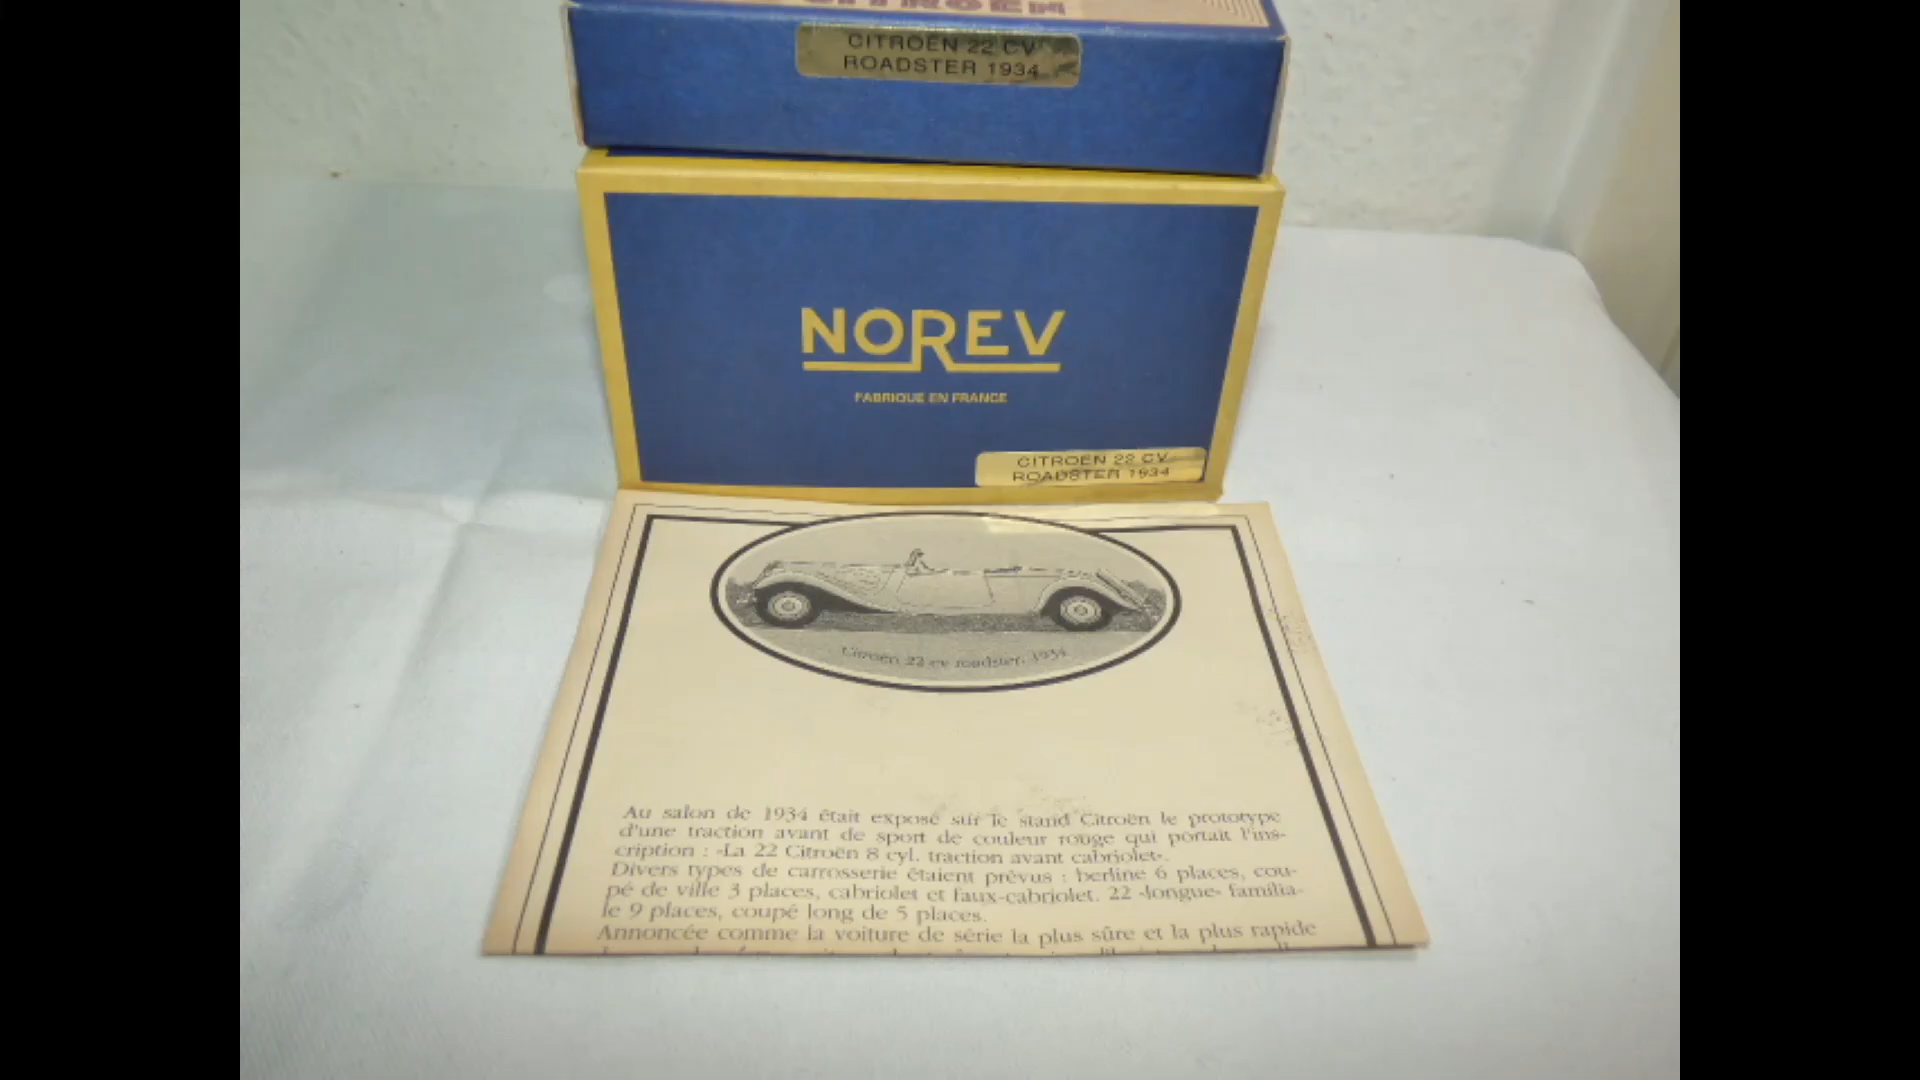 CITROËN
CITROËN 22 CV
ROADSTER 1934
NOREV
FABRIQUE EN FRANCE
CITROËN 22 CV
ROADSTER 1934
Citroën 22 cv roadster, 1934
Au salon de 1934 était exposé sur le stand Citroën le prototype
d'une traction avant de sport de couleur rouge qui portait l'ins-
cription : «La 22 Citroën 8 cyl. traction avant cabriolet».
Divers types de carrosserie étaient prévus : berline 6 places, cou-
pé de ville 3 places, cabriolet et faux-cabriolet. 22 «longue» familia-
le 9 places, coupé long de 5 places.
Annoncée comme la voiture de série la plus sûre et la plus rapide